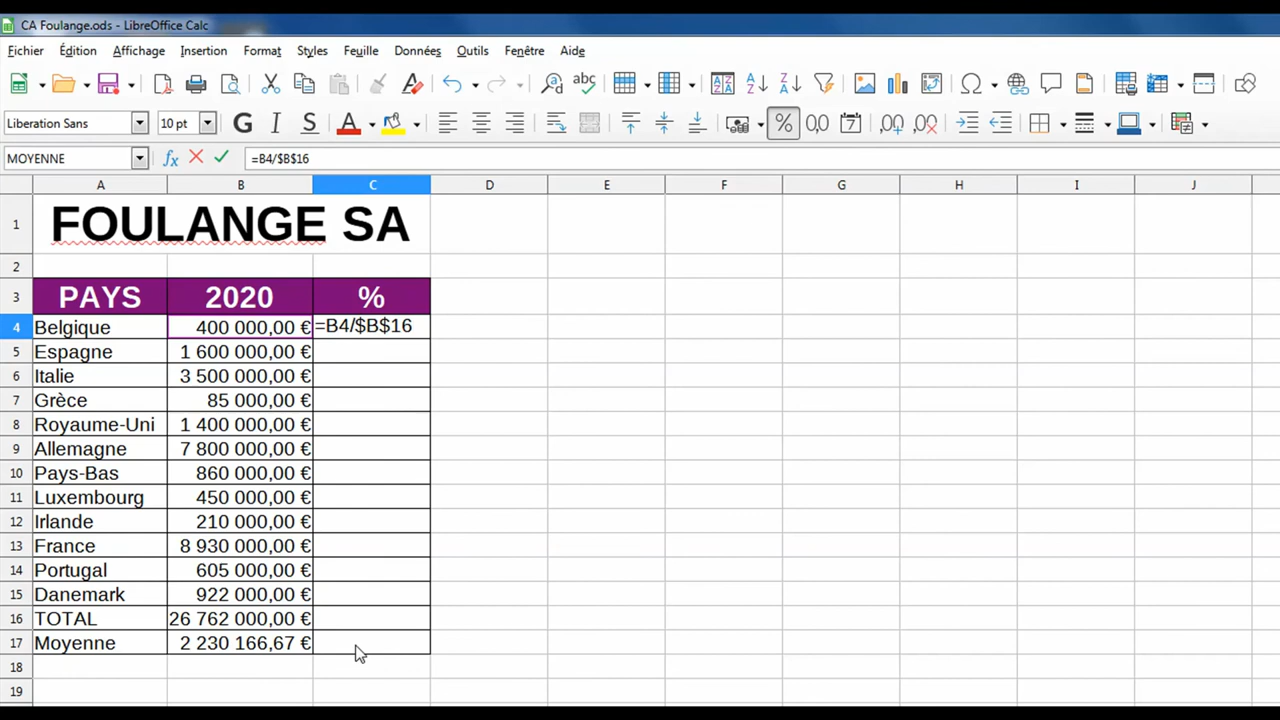 CA Foulange.ods - LibreOffice Calc
Fichier Édition Affichage Insertion Format Styles Feuille Données Outils Fenêtre Aide
Liberation Sans 10 pt G I S A
MOYENNE =B4/$B$16
A B C D E F G H I J
1 FOULANGE SA
2
3 PAYS 2020 %
4 Belgique 400 000,00 € =B4/$B$16
5 Espagne 1 600 000,00 €
6 Italie 3 500 000,00 €
7 Grèce 85 000,00 €
8 Royaume-Uni 1 400 000,00 €
9 Allemagne 7 800 000,00 €
10 Pays-Bas 860 000,00 €
11 Luxembourg 450 000,00 €
12 Irlande 210 000,00 €
13 France 8 930 000,00 €
14 Portugal 605 000,00 €
15 Danemark 922 000,00 €
16 TOTAL 26 762 000,00 €
17 Moyenne 2 230 166,67 €
18
19